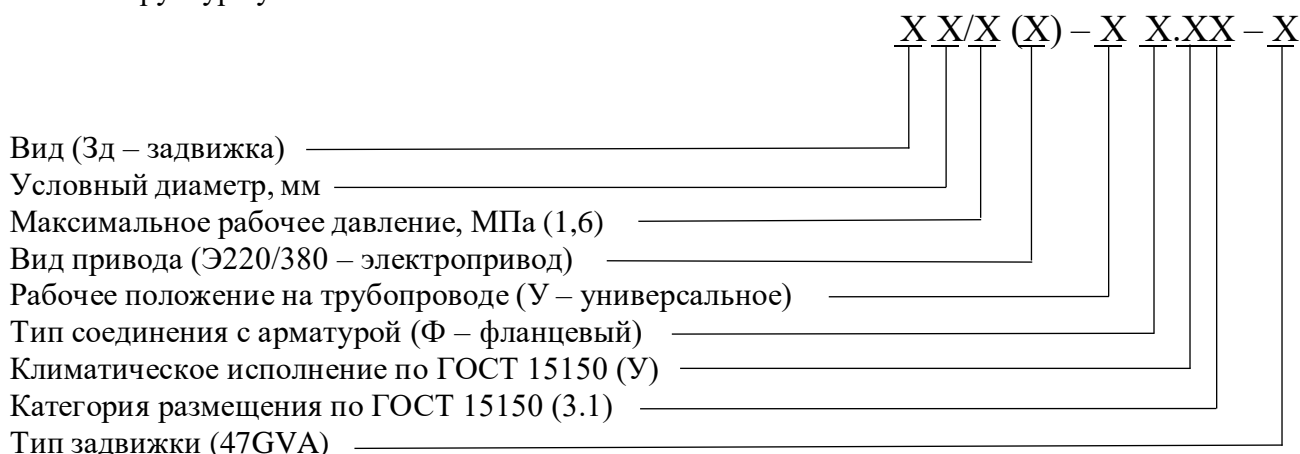 X X/X (X) – X X.XX – X
Вид (Зд – задвижка)
Условный диаметр, мм
Максимальное рабочее давление, МПа (1,6)
Вид привода (Э220/380 – электропривод)
Рабочее положение на трубопроводе (У – универсальное)
Тип соединения с арматурой (Ф – фланцевый)
Климатическое исполнение по ГОСТ 15150 (У)
Категория размещения по ГОСТ 15150 (3.1)
Тип задвижки (47GVA)